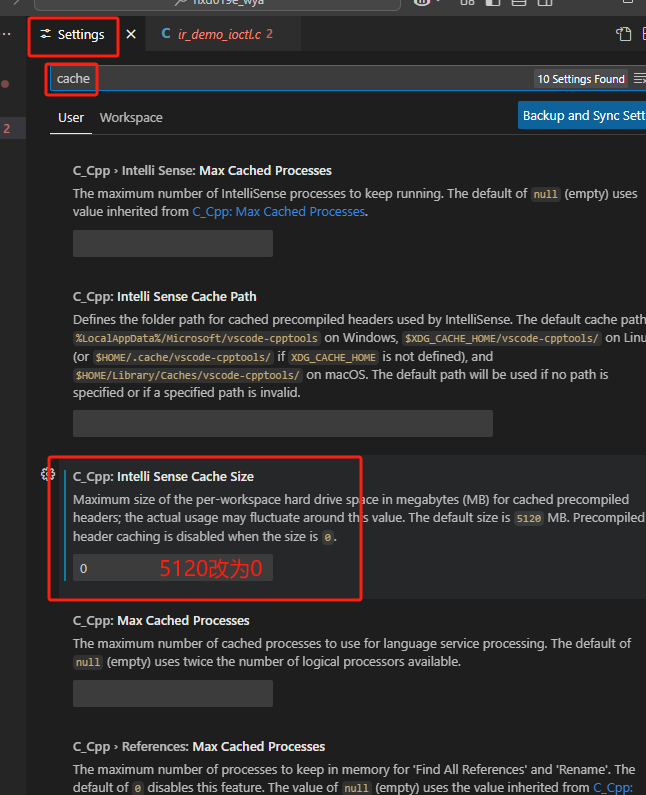 Settings
C ir_demo_ioctl.c 2
cache
10 Settings Found
2
User Workspace
Backup and Sync Sett
C_Cpp › Intelli Sense: Max Cached Processes
The maximum number of IntelliSense processes to keep running. The default of null (empty) uses
value inherited from C_Cpp: Max Cached Processes.
C_Cpp: Intelli Sense Cache Path
Defines the folder path for cached precompiled headers used by IntelliSense. The default cache path
%LocalAppData%/Microsoft/vscode-cpptools on Windows, $XDG_CACHE_HOME/vscode-cpptools/ on Linu
(or $HOME/.cache/vscode-cpptools/ if XDG_CACHE_HOME is not defined), and
$HOME/Library/Caches/vscode-cpptools/ on macOS. The default path will be used if no path is
specified or if a specified path is invalid.
C_Cpp: Intelli Sense Cache Size
Maximum size of the per-workspace hard drive space in megabytes (MB) for cached precompiled
headers; the actual usage may fluctuate around this value. The default size is 5120 MB. Precompiled
header caching is disabled when the size is 0.
0
5120改为0
C_Cpp: Max Cached Processes
The maximum number of cached processes to use for language service processing. The default of
null (empty) uses twice the number of logical processors available.
C_Cpp › References: Max Cached Processes
The maximum number of processes to keep in memory for 'Find All References' and 'Rename'. The
default of 0 disables this feature. The value of null (empty) uses the value inherited from C_Cpp: